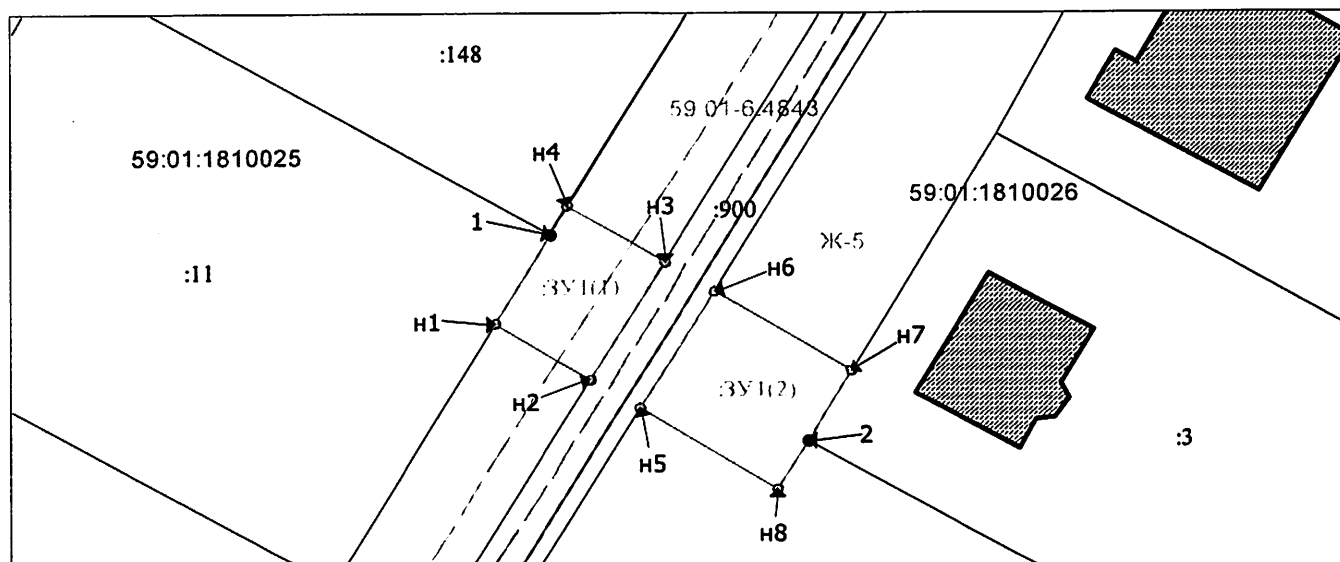 :148
59:01-6.4843
59:01:1810025
н4
59:01:1810026
н3
:900
1
Ж-5
:11
:ЗУ1(1)
н6
н1
н7
:ЗУ1(2)
н2
2
:3
н5
н8